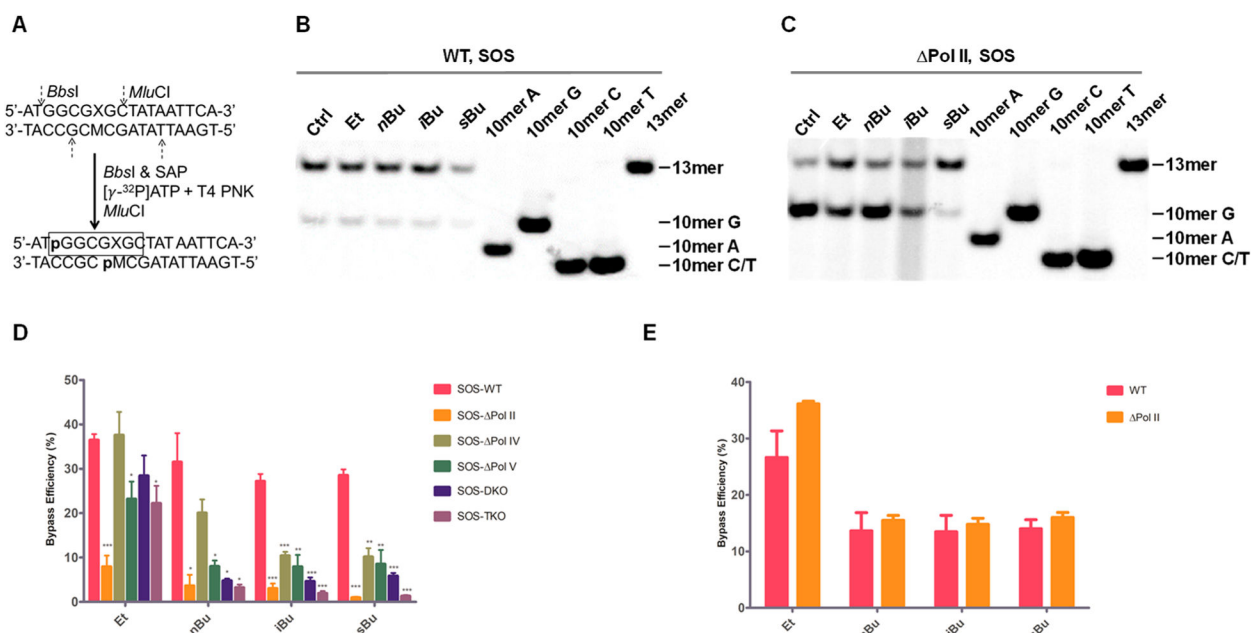 A
BbsI MluCI
5'-ATGGCGXGCTATAATTCA-3'
3'-TACCGCMCGATATTAAGT-5'
BbsI & SAP
[γ-³²P]ATP + T4 PNK
MluCI
5'-ATpGGCGXGCTATAATTCA-3'
3'-TACCGC pMCGATATTAAGT-5'
B
WT, SOS
Ctrl Et nBu iBu sBu 10mer A 10mer G 10mer C 10mer T 13mer
–13mer
–10mer G
–10mer A
–10mer C/T
C
ΔPol II, SOS
Ctrl Et nBu iBu sBu 10mer A 10mer G 10mer C 10mer T 13mer
–13mer
–10mer G
–10mer A
–10mer C/T
D
Bypass Efficiency (%)
50
40
30
20
10
0
*** * *
* * * * *
*** *** ** *** ***
*** ** ** *** ***
Et nBu iBu sBu
SOS-WT
SOS-ΔPol II
SOS-ΔPol IV
SOS-ΔPol V
SOS-DKO
SOS-TKO
E
Bypass Efficiency (%)
40
30
20
10
0
Et
WT
ΔPol II